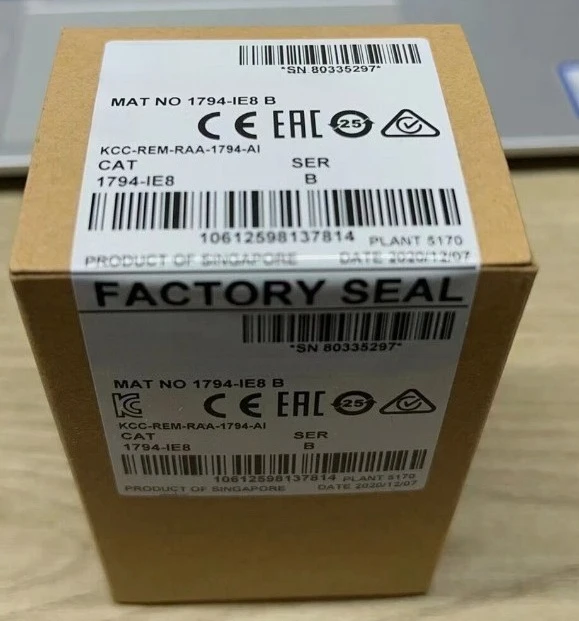 *SN 80335297*
MAT NO 1794-IE8 B
CE EAC 25
KCC-REM-RAA-1794-AI
CAT SER
1794-IE8 B
10612598137814 PLANT 5170
PRODUCT OF SINGAPORE DATE 2020/12/07
FACTORY SEAL
*SN 80335297*
MAT NO 1794-IE8 B
KC CE EAC 25
KCC-REM-RAA-1794-AI
CAT SER
1794-IE8 B
10612598137814 PLANT 5170
PRODUCT OF SINGAPORE DATE 2020/12/07